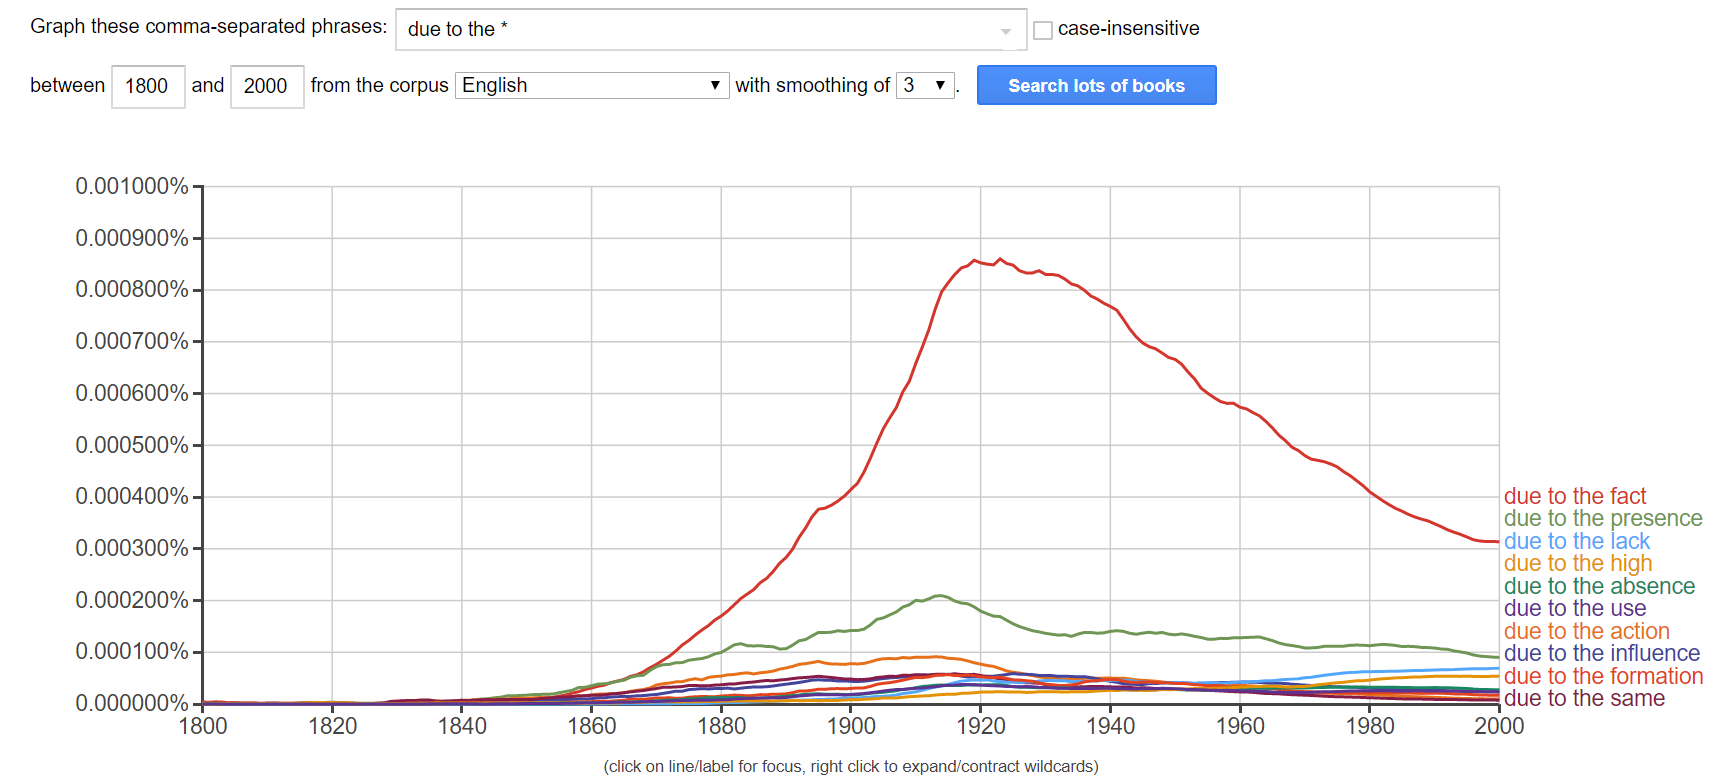 Graph these comma-separated phrases: due to the * case-insensitive
between 1800 and 2000 from the corpus English with smoothing of 3 . Search lots of books
0.001000%
0.000900%
0.000800%
0.000700%
0.000600%
0.000500%
0.000400%
0.000300%
0.000200%
0.000100%
0.000000%
due to the fact
due to the presence
due to the lack
due to the high
due to the absence
due to the use
due to the action
due to the influence
due to the formation
due to the same
1800 1820 1840 1860 1880 1900 1920 1940 1960 1980 2000
(click on line/label for focus, right click to expand/contract wildcards)